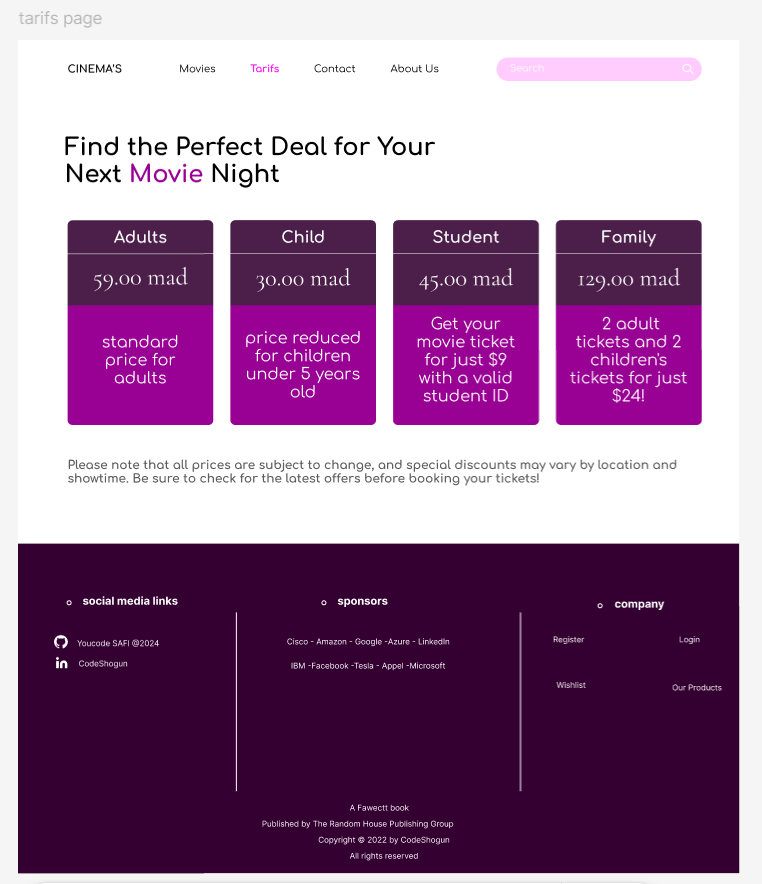 tarifs page
CINEMA'S
Movies
Tarifs
Contact
About Us
Search
Find the Perfect Deal for Your
Next Movie Night
Adults
59.00 mad
standard
price for
adults
Child
30.00 mad
price reduced
for children
under 5 years
old
Student
45.00 mad
Get your
movie ticket
for just $9
with a valid
student ID
Family
129.00 mad
2 adult
tickets and 2
children's
tickets for just
$24!
Please note that all prices are subject to change, and special discounts may vary by location and
showtime. Be sure to check for the latest offers before booking your tickets!
social media links
Youcode SAFI @2024
CodeShogun
sponsors
Cisco - Amazon - Google -Azure - LinkedIn
IBM -Facebook -Tesla - Appel -Microsoft
company
Register
Login
Wishlist
Our Products
A Fawectt book
Published by The Random House Publishing Group
Copyright © 2022 by CodeShogun
All rights reserved